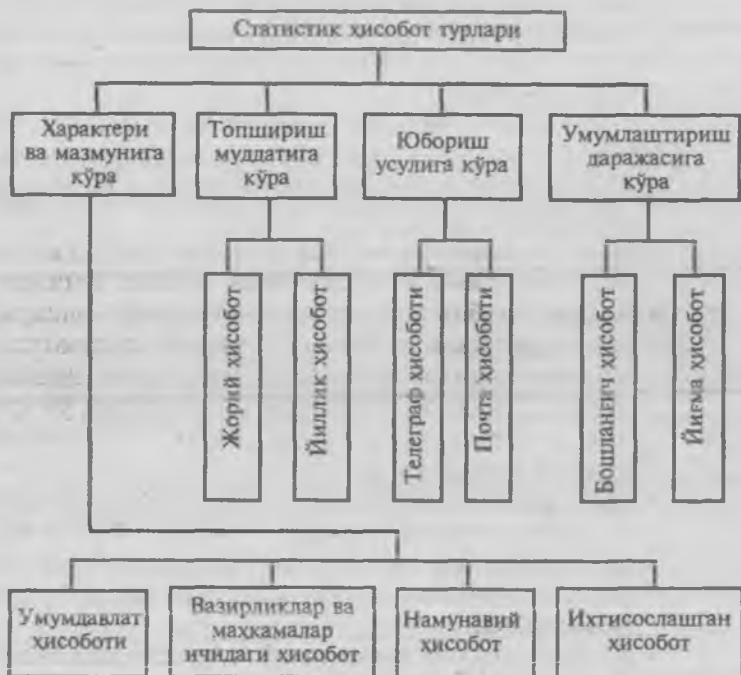 Статистик ҳисобот турлари
Характери
ва мазмунига
кўра
Топшириш
муддатига
кўра
Юбориш
усулига кўра
Умумлаштириш
даражасига
кўра
Жорий ҳисобот
Йиллик ҳисобот
Телеграф ҳисоботи
Почта ҳисоботи
Бошланғич ҳисобот
Йиғма ҳисобот
Умумдавлат
ҳисоботи
Вазирликлар ва
маҳкамалар
ичидаги ҳисобот
Намунавий
ҳисобот
Ихтисослашган
ҳисобот